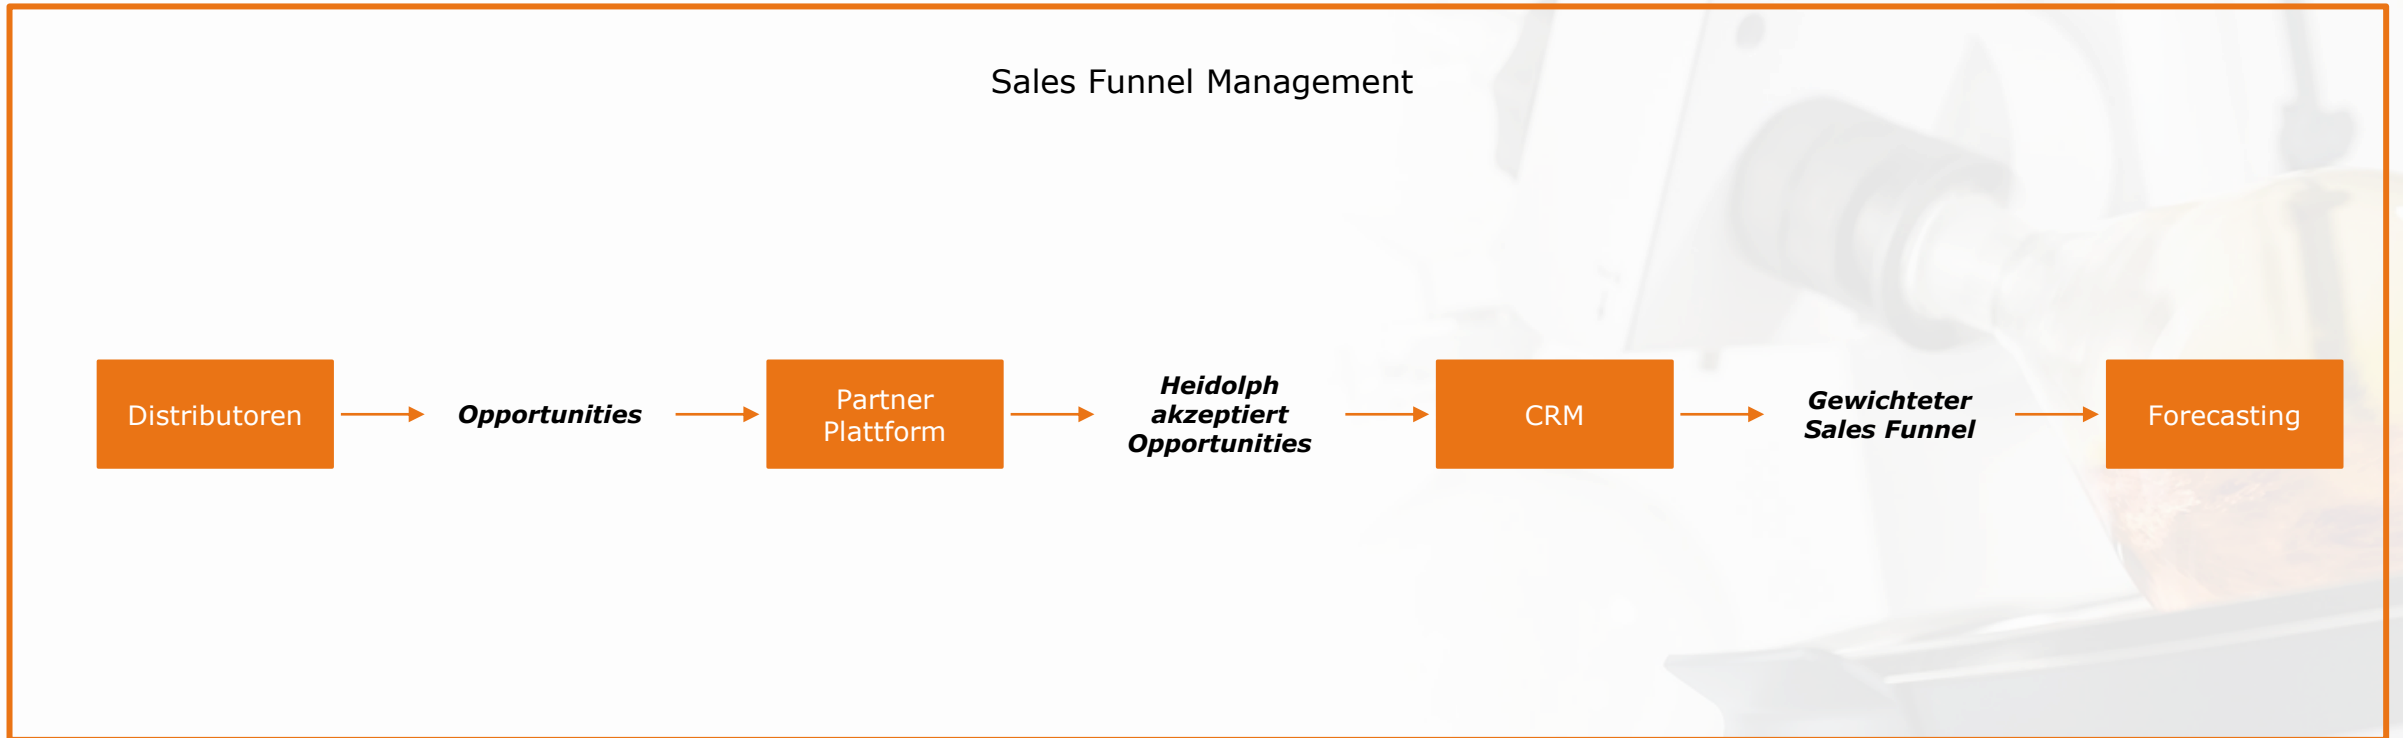 Sales Funnel Management
Distributoren
Opportunities
Partner
Plattform
Heidolph
akzeptiert
Opportunities
CRM
Gewichteter
Sales Funnel
Forecasting